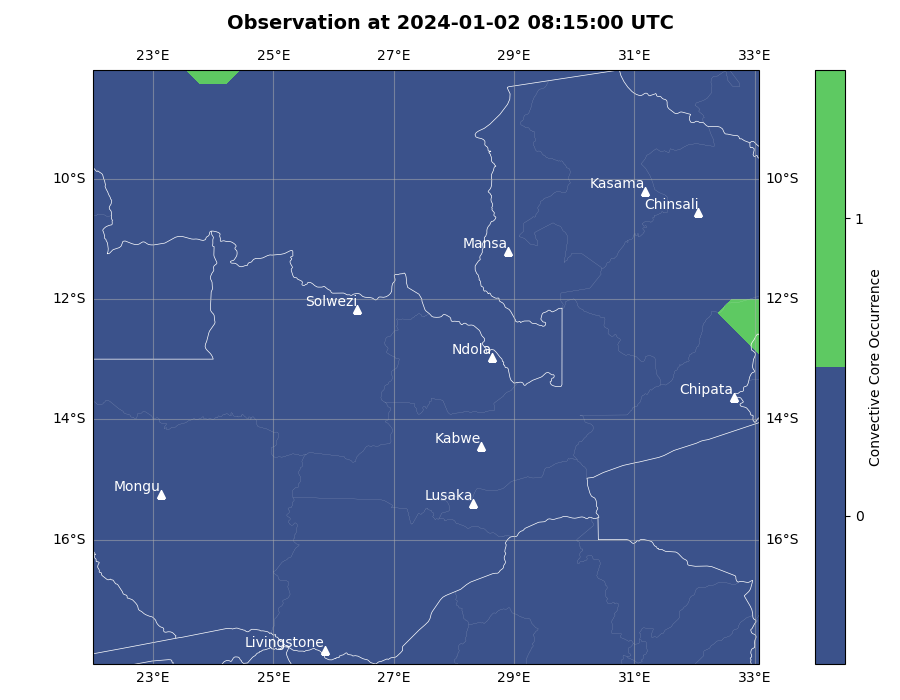 Observation at 2024-01-02 08:15:00 UTC
23°E 25°E 27°E 29°E 31°E 33°E
10°S 10°S
12°S 12°S
14°S 14°S
16°S 16°S
Kasama
Chinsali
Mansa
Solwezi
Ndola
Chipata
Kabwe
Mongu
Lusaka
Livingstone
23°E 25°E 27°E 29°E 31°E 33°E
1
0
Convective Core Occurrence